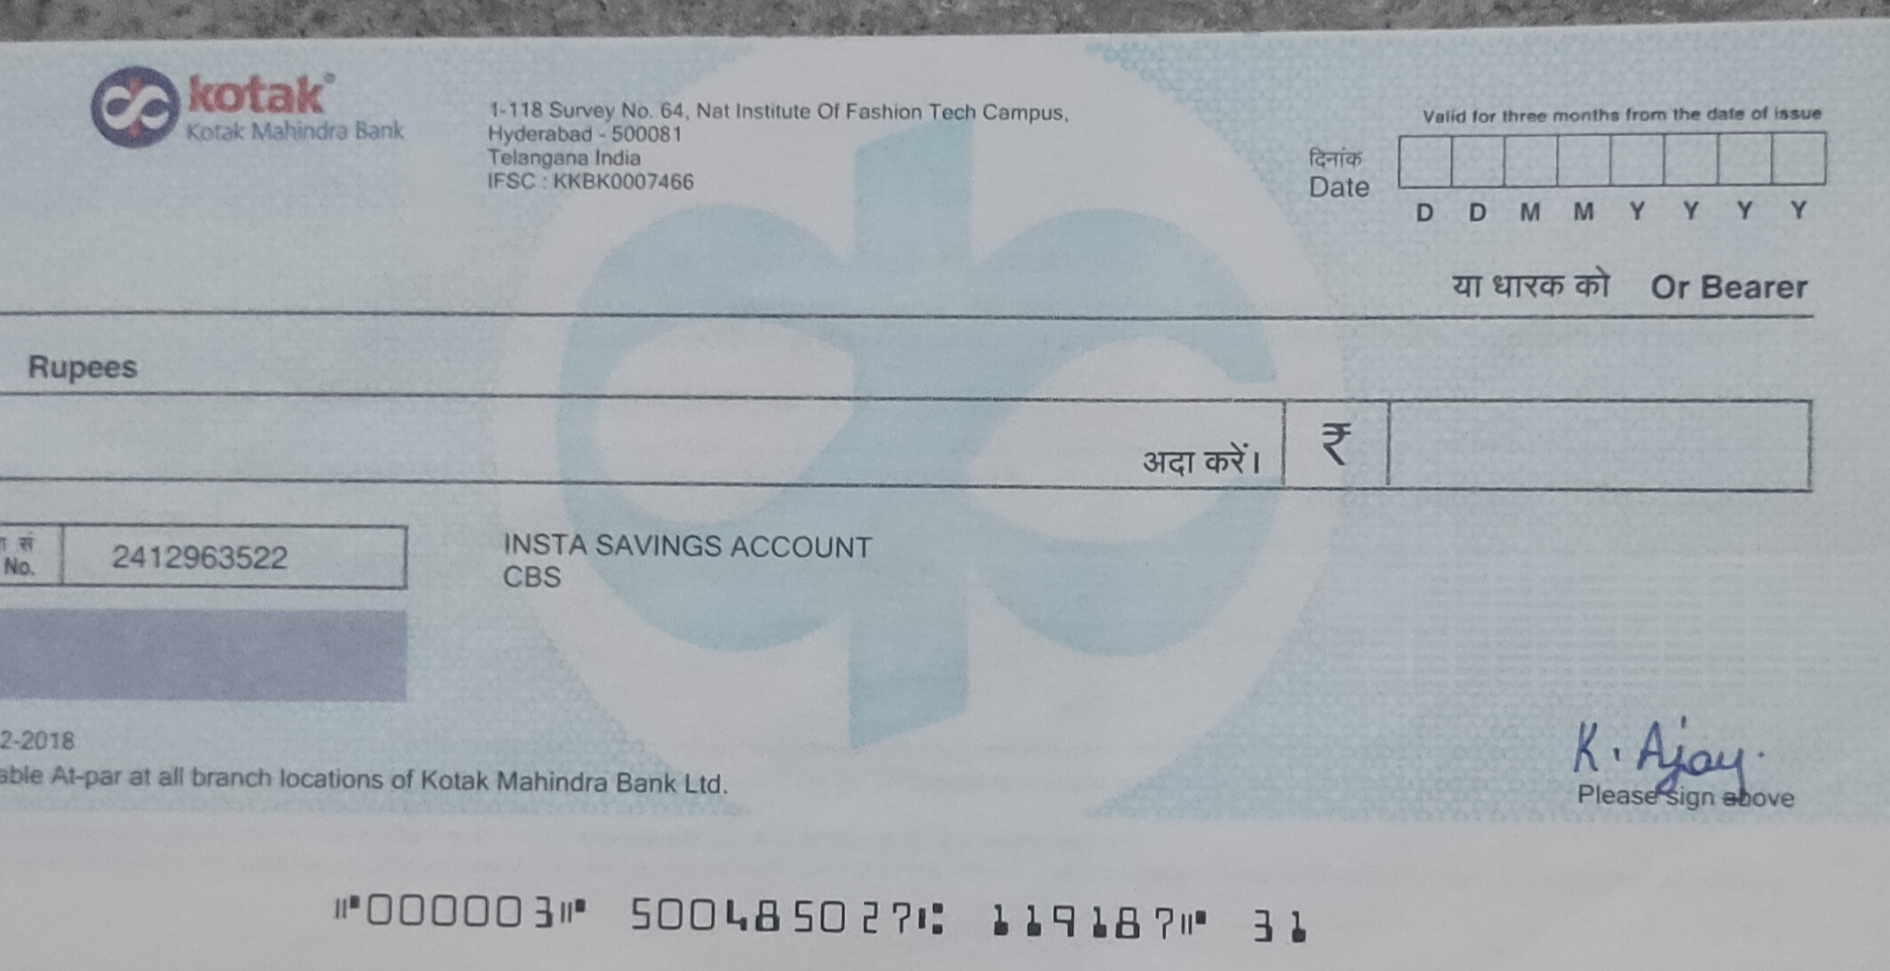 kotak
Kotak Mahindra Bank
1-118 Survey No. 64, Nat Institute Of Fashion Tech Campus,
Hyderabad - 500081
Telangana India
IFSC : KKBK0007466
Valid for three months from the date of issue
दिनांक
Date
D D M M Y Y Y Y
या धारक को Or Bearer
Rupees
अदा करें। ₹
सं
No. 2412963522
INSTA SAVINGS ACCOUNT
CBS
2-2018
able At-par at all branch locations of Kotak Mahindra Bank Ltd.
K. Ajay.
Please sign above
⑈000003⑈ 500485027⑆ 119187⑈ 31